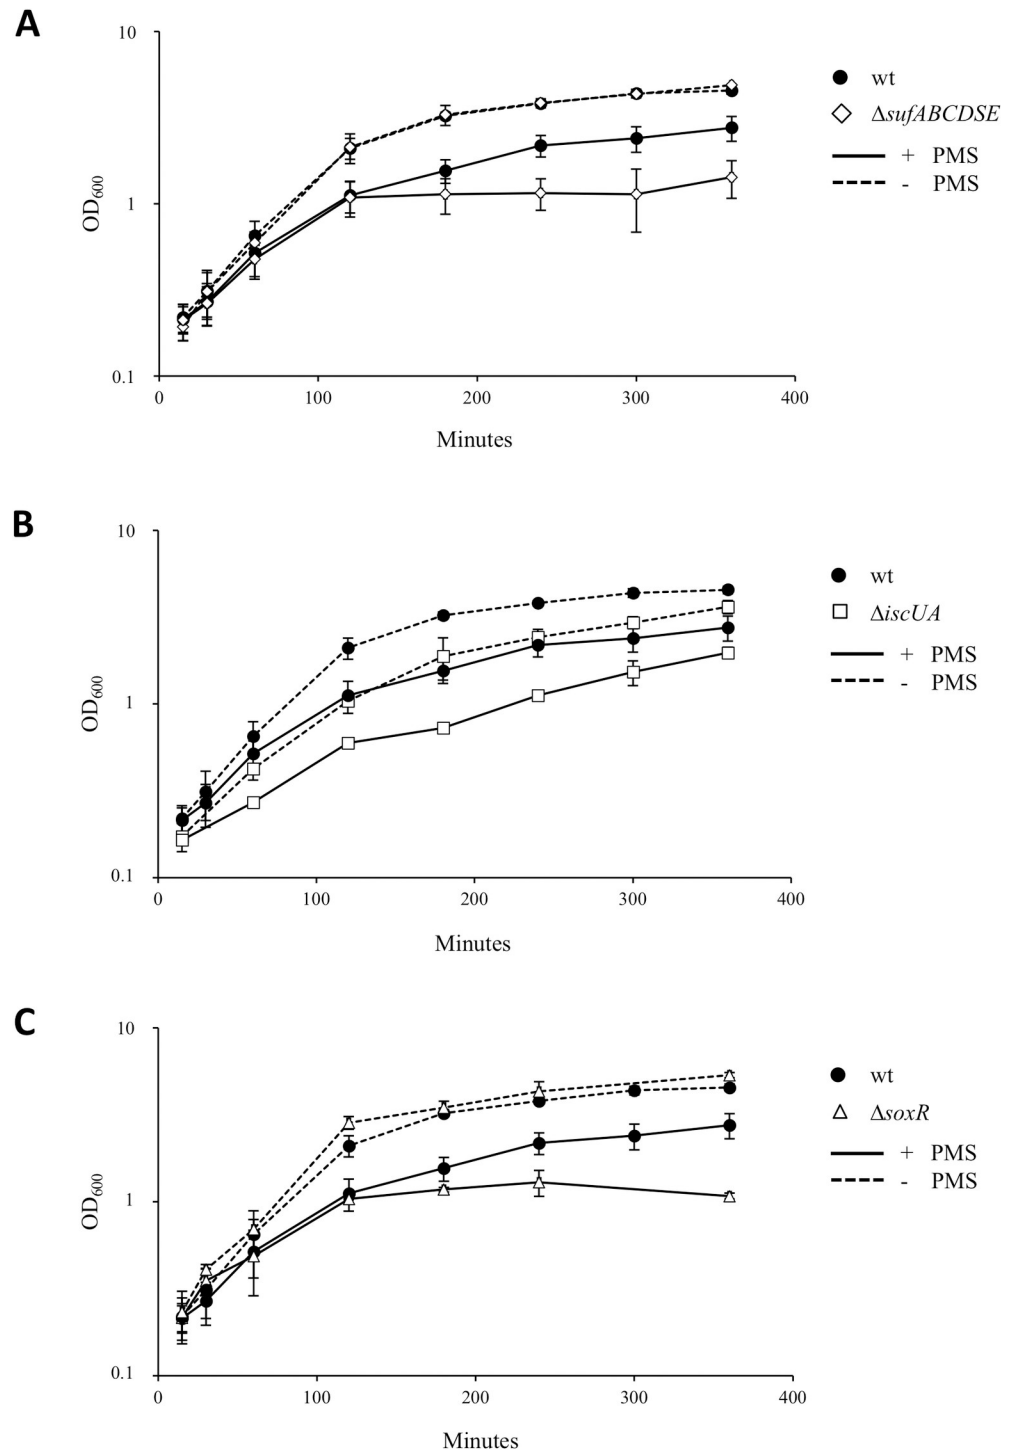 A
10
1
0.1
OD600
0
100
200
300
400
Minutes
wt
ΔsufABCDSE
+ PMS
- PMS
B
10
1
0.1
OD600
0
100
200
300
400
Minutes
wt
ΔiscUA
+ PMS
- PMS
C
10
1
0.1
OD600
0
100
200
300
400
Minutes
wt
ΔsoxR
+ PMS
- PMS